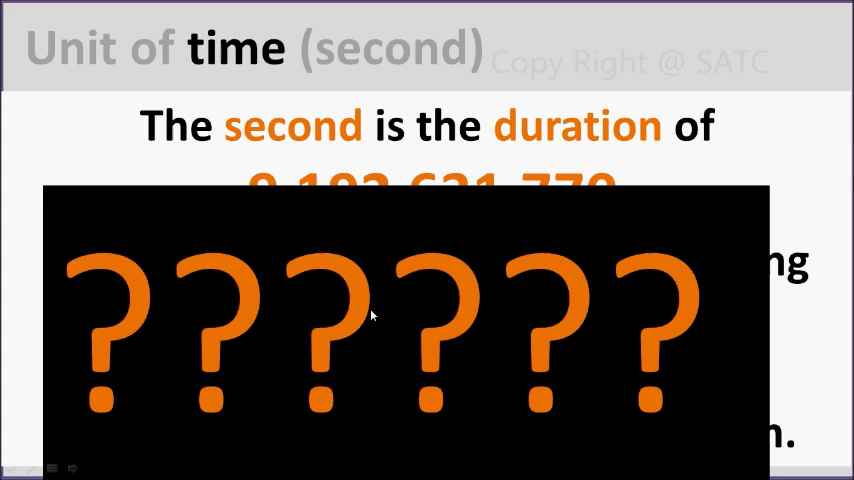 Unit of time (second)
Copy Right @ SATC
The second is the duration of
9 192 631 770
??????